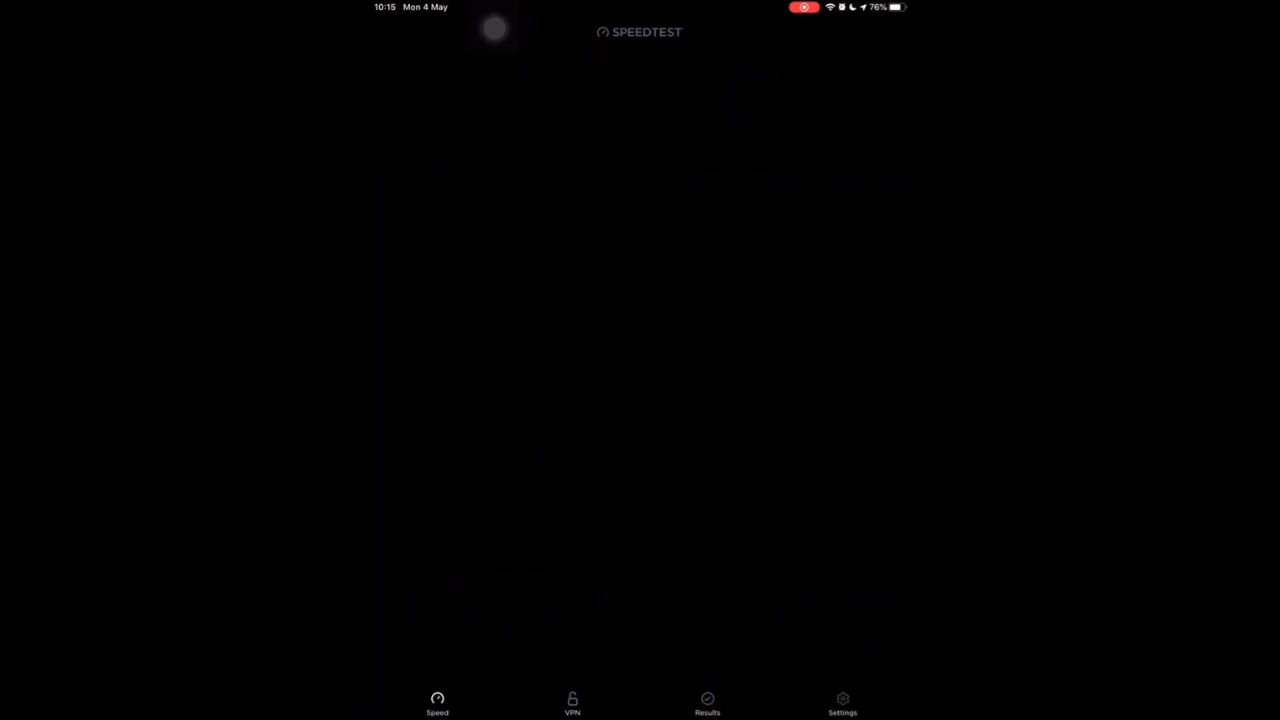 10:15 Mon 4 May
76%
SPEEDTEST
Speed
VPN
Results
Settings